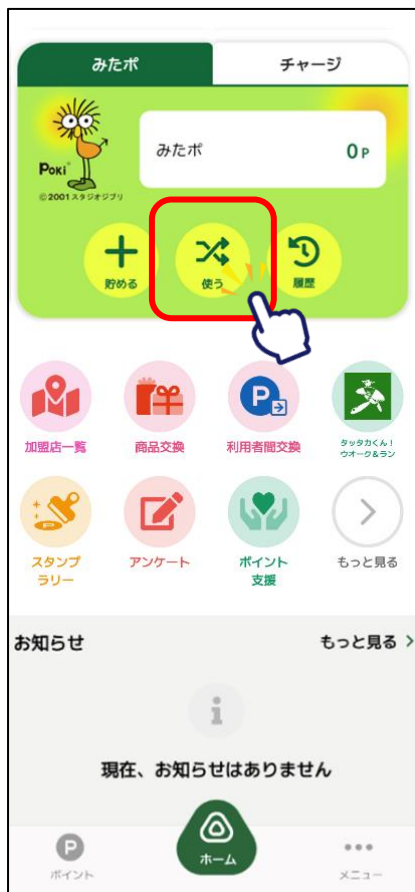 みたポ
チャージ
みたポ 0 P
POKi
©2001スタジオジブリ
貯める
使う
履歴
加盟店一覧
商品交換
P
利用者間交換
タッタカくん!
ウオーク&ラン
スタンプ
ラリー
アンケート
ポイント
支援
もっと見る
お知らせ
もっと見る
現在、お知らせはありません
P
ポイント
ホーム
メニュー